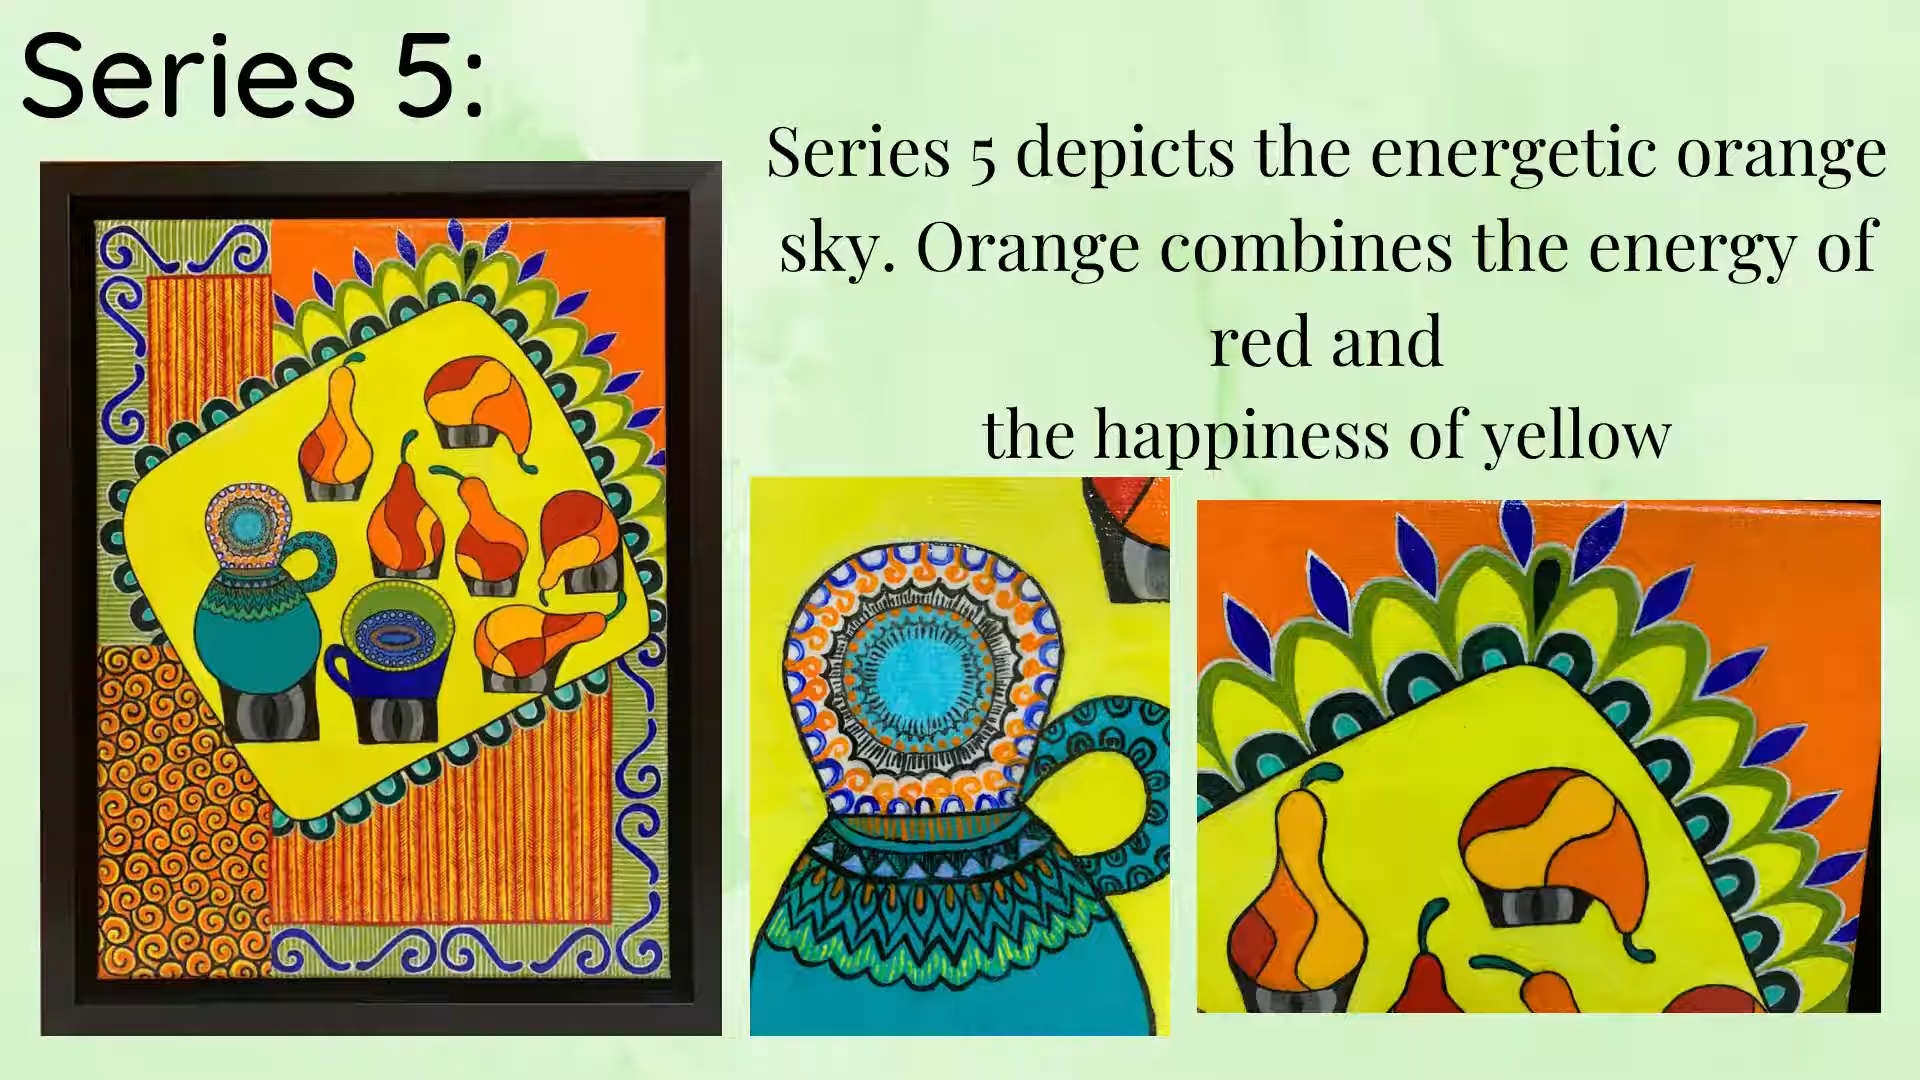 Series 5:
Series 5 depicts the energetic orange
sky. Orange combines the energy of
red and
the happiness of yellow